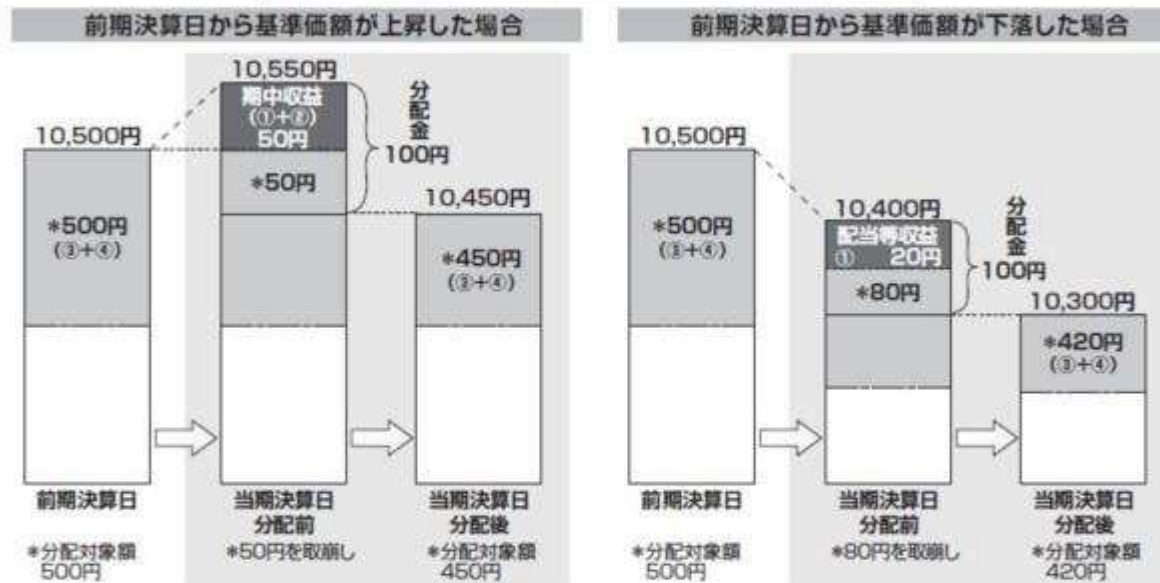 前期決算日から基準価額が上昇した場合
10,550円
期中収益
(①+②)
50円
分配金
100円
10,500円
*50円
10,450円
*500円
(③+④)
*450円
(③+④)
前期決算日
当期決算日
分配前
当期決算日
分配後
*分配対象額
500円
*50円を取崩し
*分配対象額
450円
前期決算日から基準価額が下落した場合
10,500円
*500円
(③+④)
10,400円
配当等収益
① 20円
分配金
100円
*80円
10,300円
*420円
(③+④)
前期決算日
当期決算日
分配前
当期決算日
分配後
*分配対象額
500円
*80円を取崩し
*分配対象額
420円